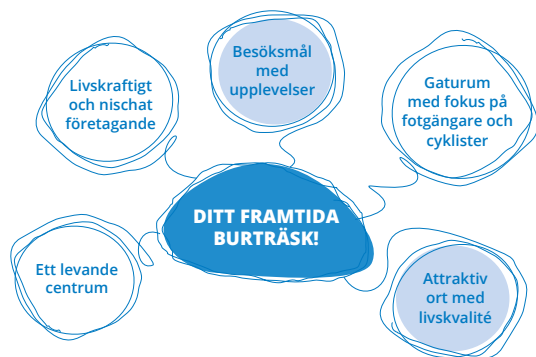 Besöksmål
med
upplevelser
Livskraftigt
och nischat
företagande
Gaturum
med fokus på
fotgängare och
cyklister
DITT FRAMTIDA
BURTRÄSK!
Ett levande
centrum
Attraktiv
ort med
livskvalité